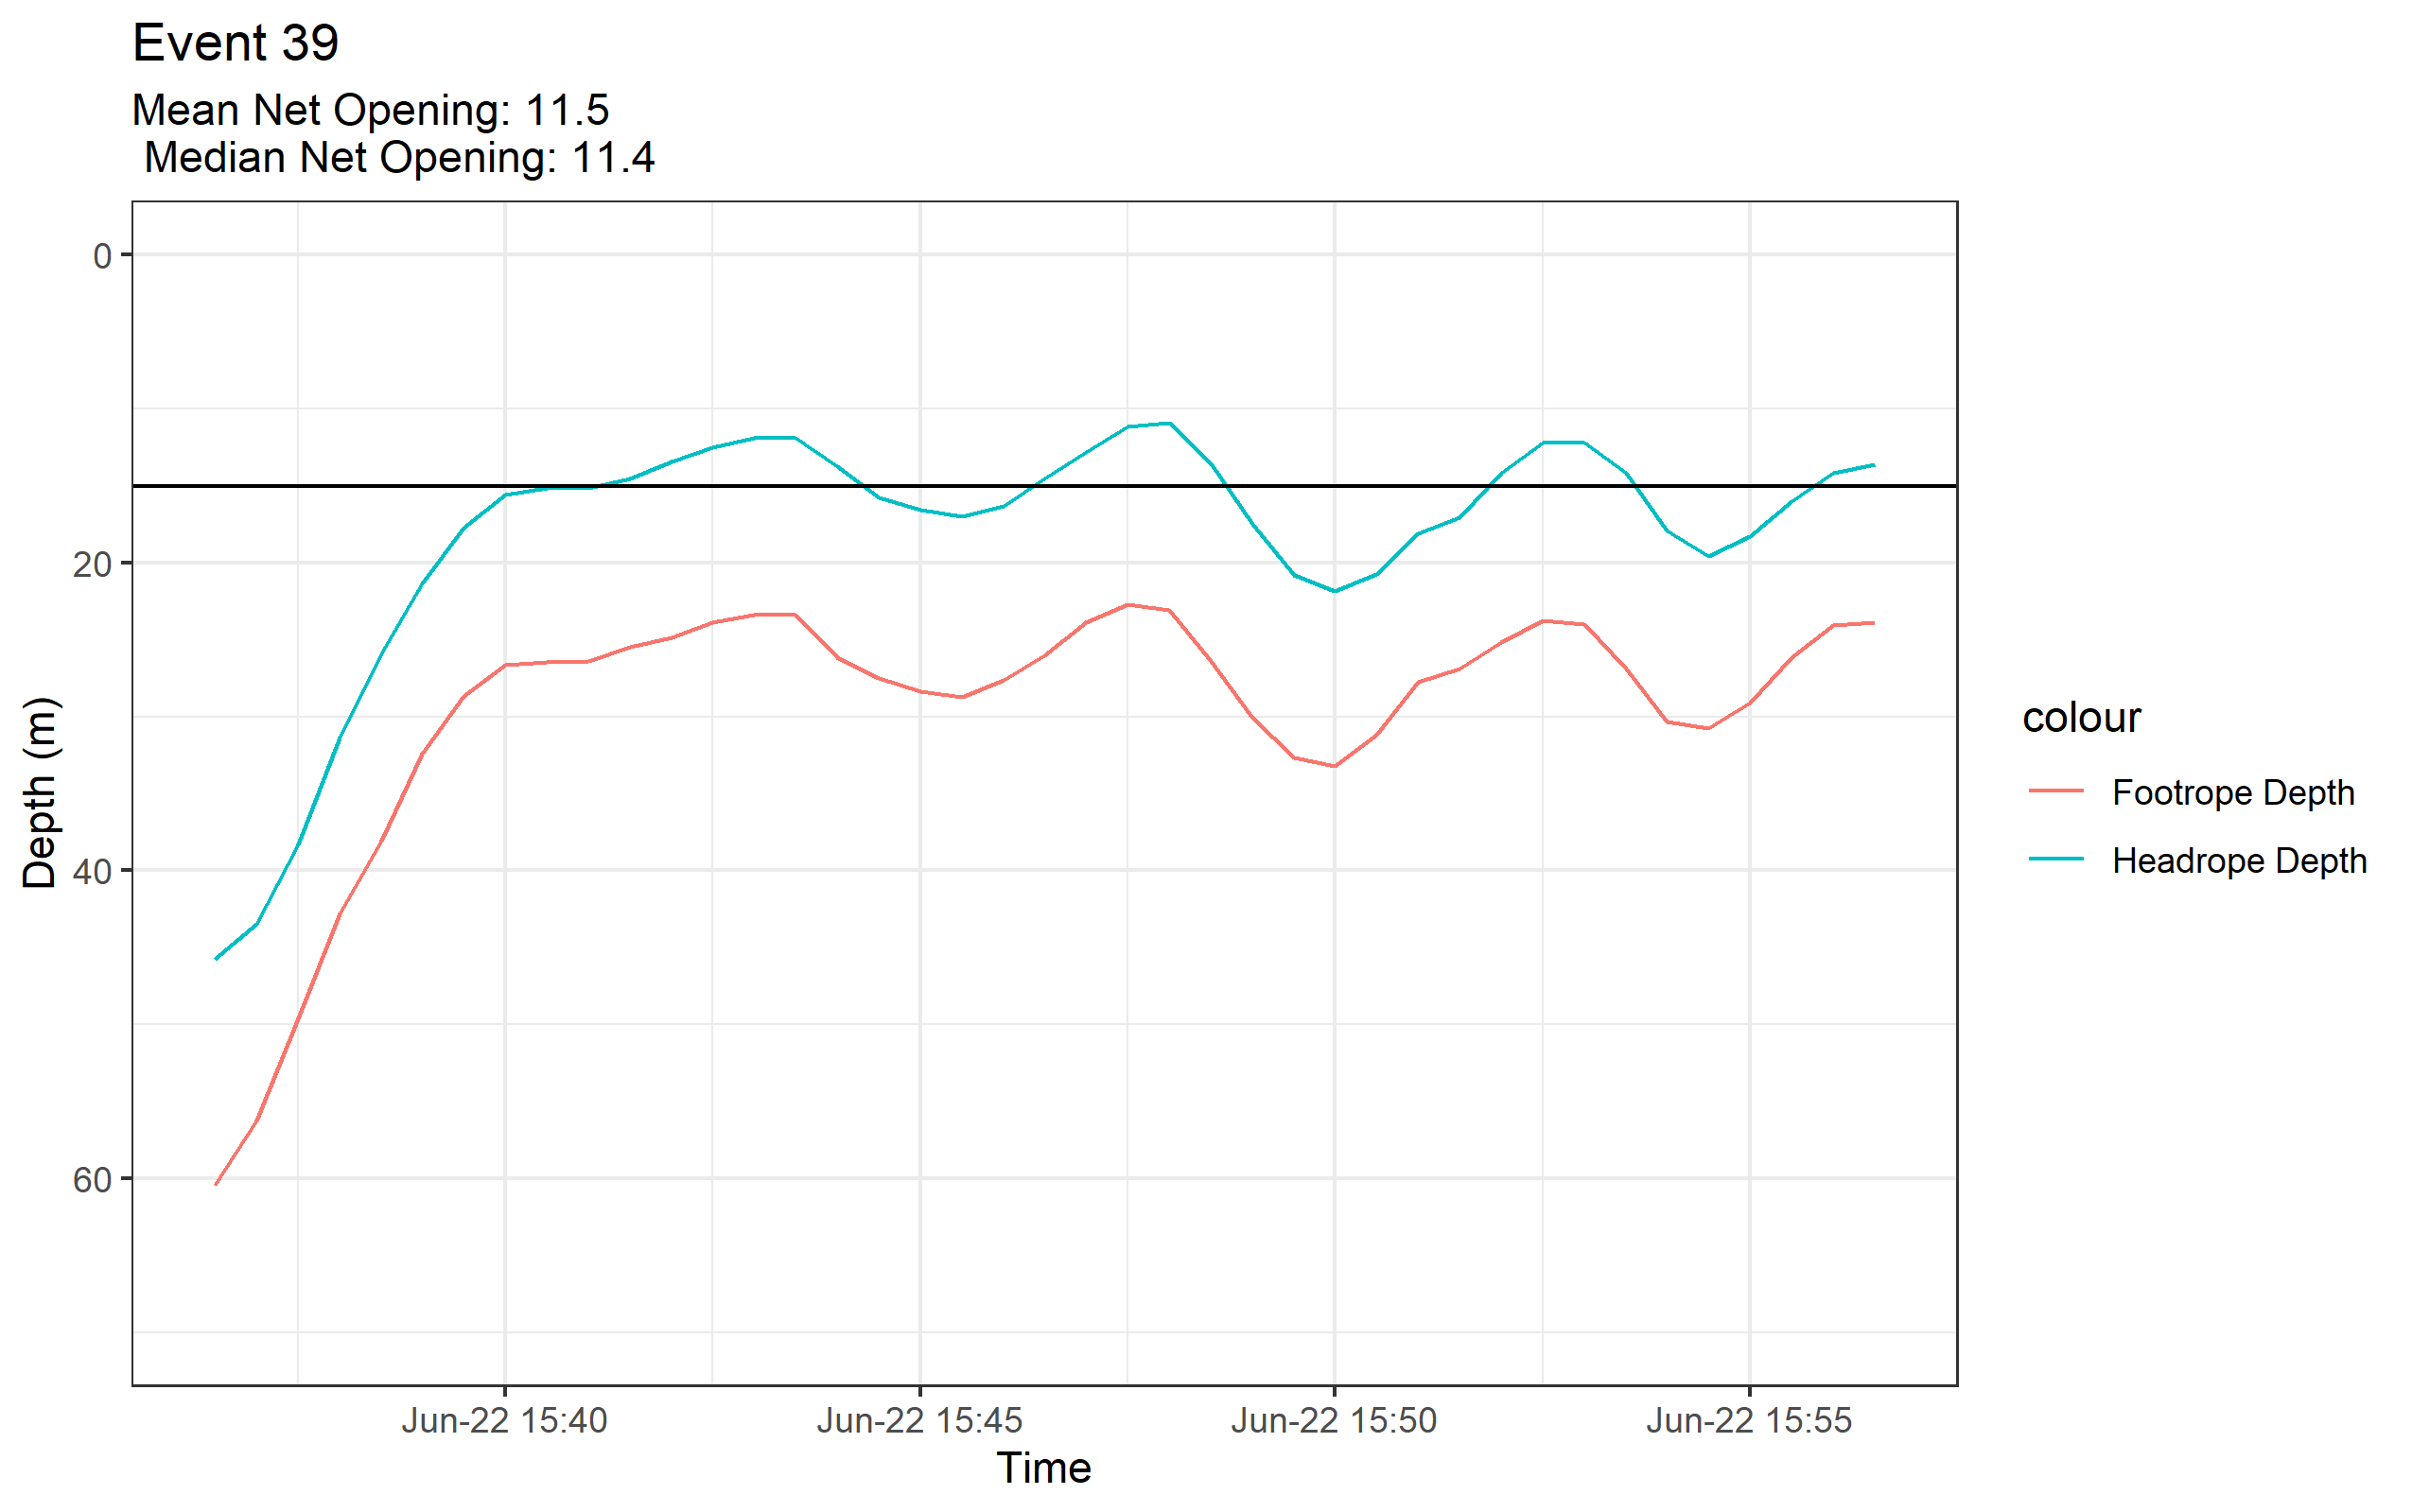 Event 39
Mean Net Opening: 11.5
Median Net Opening: 11.4
0
20
40
60
Depth (m)
Jun-22 15:40
Jun-22 15:45
Jun-22 15:50
Jun-22 15:55
Time
colour
Footrope Depth
Headrope Depth